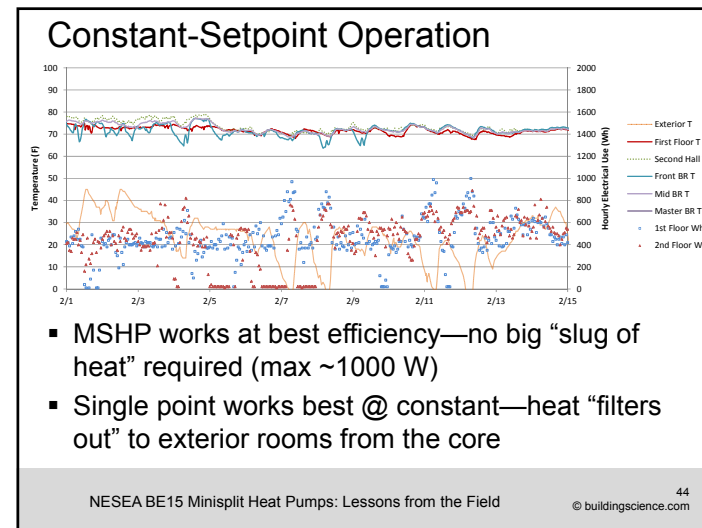 Constant-Setpoint Operation
100
90
80
70
60
50
40
30
20
10
0
Temperature (F)
2/1
2/3
2/5
2/7
2/9
2/11
2/13
2/15
2000
1800
1600
1400
1200
1000
800
600
400
200
0
Hourly Electrical Use (Wh)
Exterior T
First Floor T
Second Hall
Front BR T
Mid BR T
Master BR T
1st Floor Wh
2nd Floor W
▪ MSHP works at best efficiency—no big “slug of
heat” required (max ~1000 W)
▪ Single point works best @ constant—heat “filters
out” to exterior rooms from the core
NESEA BE15 Minisplit Heat Pumps: Lessons from the Field
44
© buildingscience.com